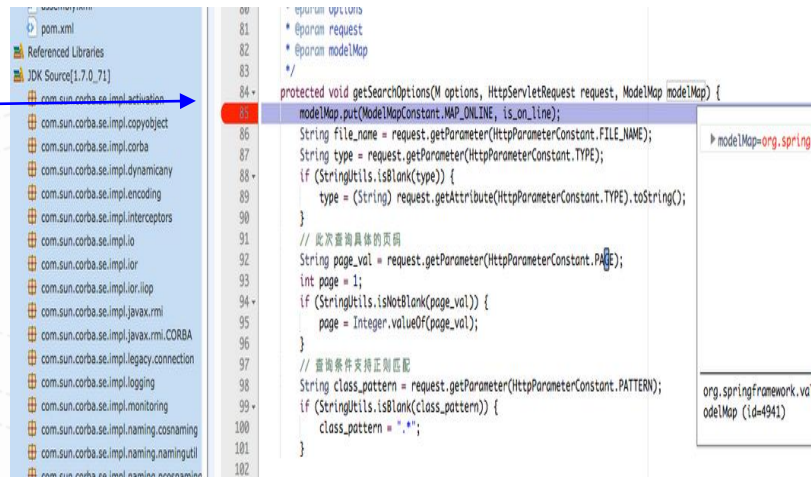 pom.xml
Referenced Libraries
JDK Source[1.7.0_71]
com.sun.corba.se.impl.activation
com.sun.corba.se.impl.copyobject
com.sun.corba.se.impl.corba
com.sun.corba.se.impl.dynamicany
com.sun.corba.se.impl.encoding
com.sun.corba.se.impl.interceptors
com.sun.corba.se.impl.io
com.sun.corba.se.impl.ior
com.sun.corba.se.impl.ior.iiop
com.sun.corba.se.impl.javax.rmi
com.sun.corba.se.impl.javax.rmi.CORBA
com.sun.corba.se.impl.legacy.connection
com.sun.corba.se.impl.logging
com.sun.corba.se.impl.monitoring
com.sun.corba.se.impl.naming.cosnaming
com.sun.corba.se.impl.naming.namingutil
80 * @param options
81 * @param request
82 * @param modelMap
83 */
84 protected void getSearchOptions(M options, HttpServletRequest request, ModelMap modelMap) {
85 modelMap.put(ModelMapConstant.MAP_ONLINE, is_on_line);
86 String file_name = request.getParameter(HttpParameterConstant.FILE_NAME);
87 String type = request.getParameter(HttpParameterConstant.TYPE);
88 if (StringUtils.isBlank(type)) {
89 type = (String) request.getAttribute(HttpParameterConstant.TYPE).toString();
90 }
91 // 此次查询具体的页码
92 String page_val = request.getParameter(HttpParameterConstant.PAGE);
93 int page = 1;
94 if (StringUtils.isNotBlank(page_val)) {
95 page = Integer.valueOf(page_val);
96 }
97 // 查询条件支持正则匹配
98 String class_pattern = request.getParameter(HttpParameterConstant.PATTERN);
99 if (StringUtils.isBlank(class_pattern)) {
100 class_pattern = ".*";
101 }
102
modelMap=org.spring
org.springframework.val
odelMap (id=4941)